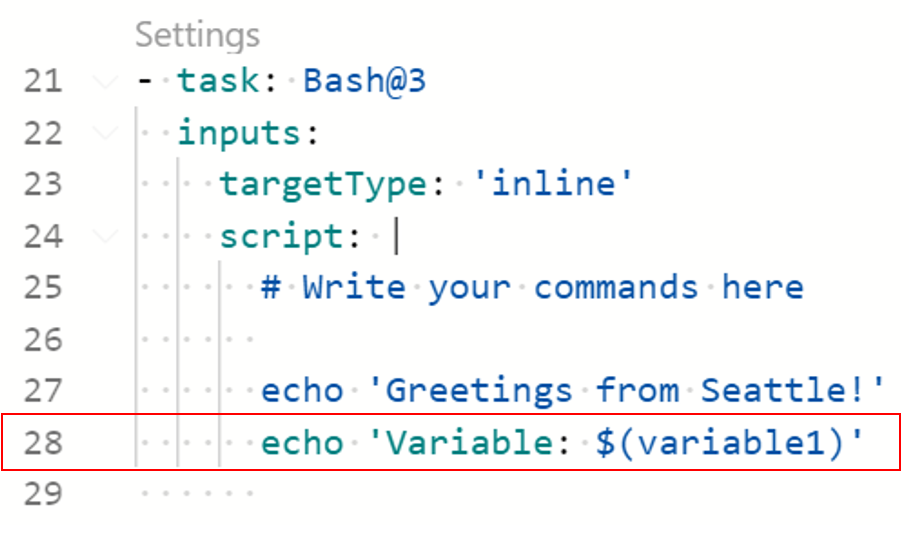 Settings
21 - task: Bash@3
22 inputs:
23 targetType: 'inline'
24 script: |
25 # Write your commands here
26
27 echo 'Greetings from Seattle!'
28 echo 'Variable: $(variable1)'
29